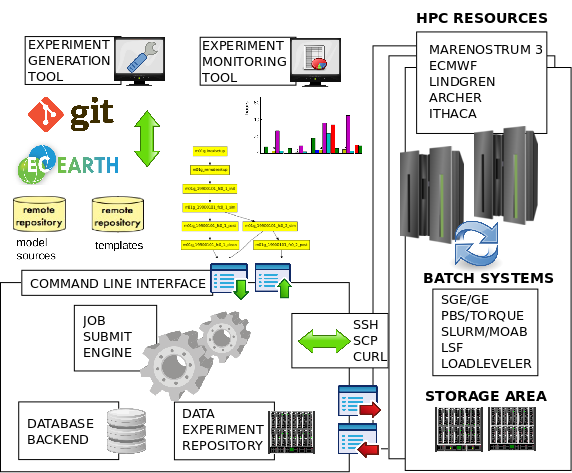 HPC RESOURCES
EXPERIMENT
GENERATION
TOOL
EXPERIMENT
MONITORING
TOOL
MARENOSTRUM 3
ECMWF
LINDGREN
ARCHER
ITHACA
git
EC EARTH
remote
repository
remote
repository
model
sources
templates
COMMAND LINE INTERFACE
BATCH SYSTEMS
SGE/GE
PBS/TORQUE
SLURM/MOAB
LSF
LOADLEVELER
JOB
SUBMIT
ENGINE
SSH
SCP
CURL
STORAGE AREA
DATABASE
BACKEND
DATA
EXPERIMENT
REPOSITORY